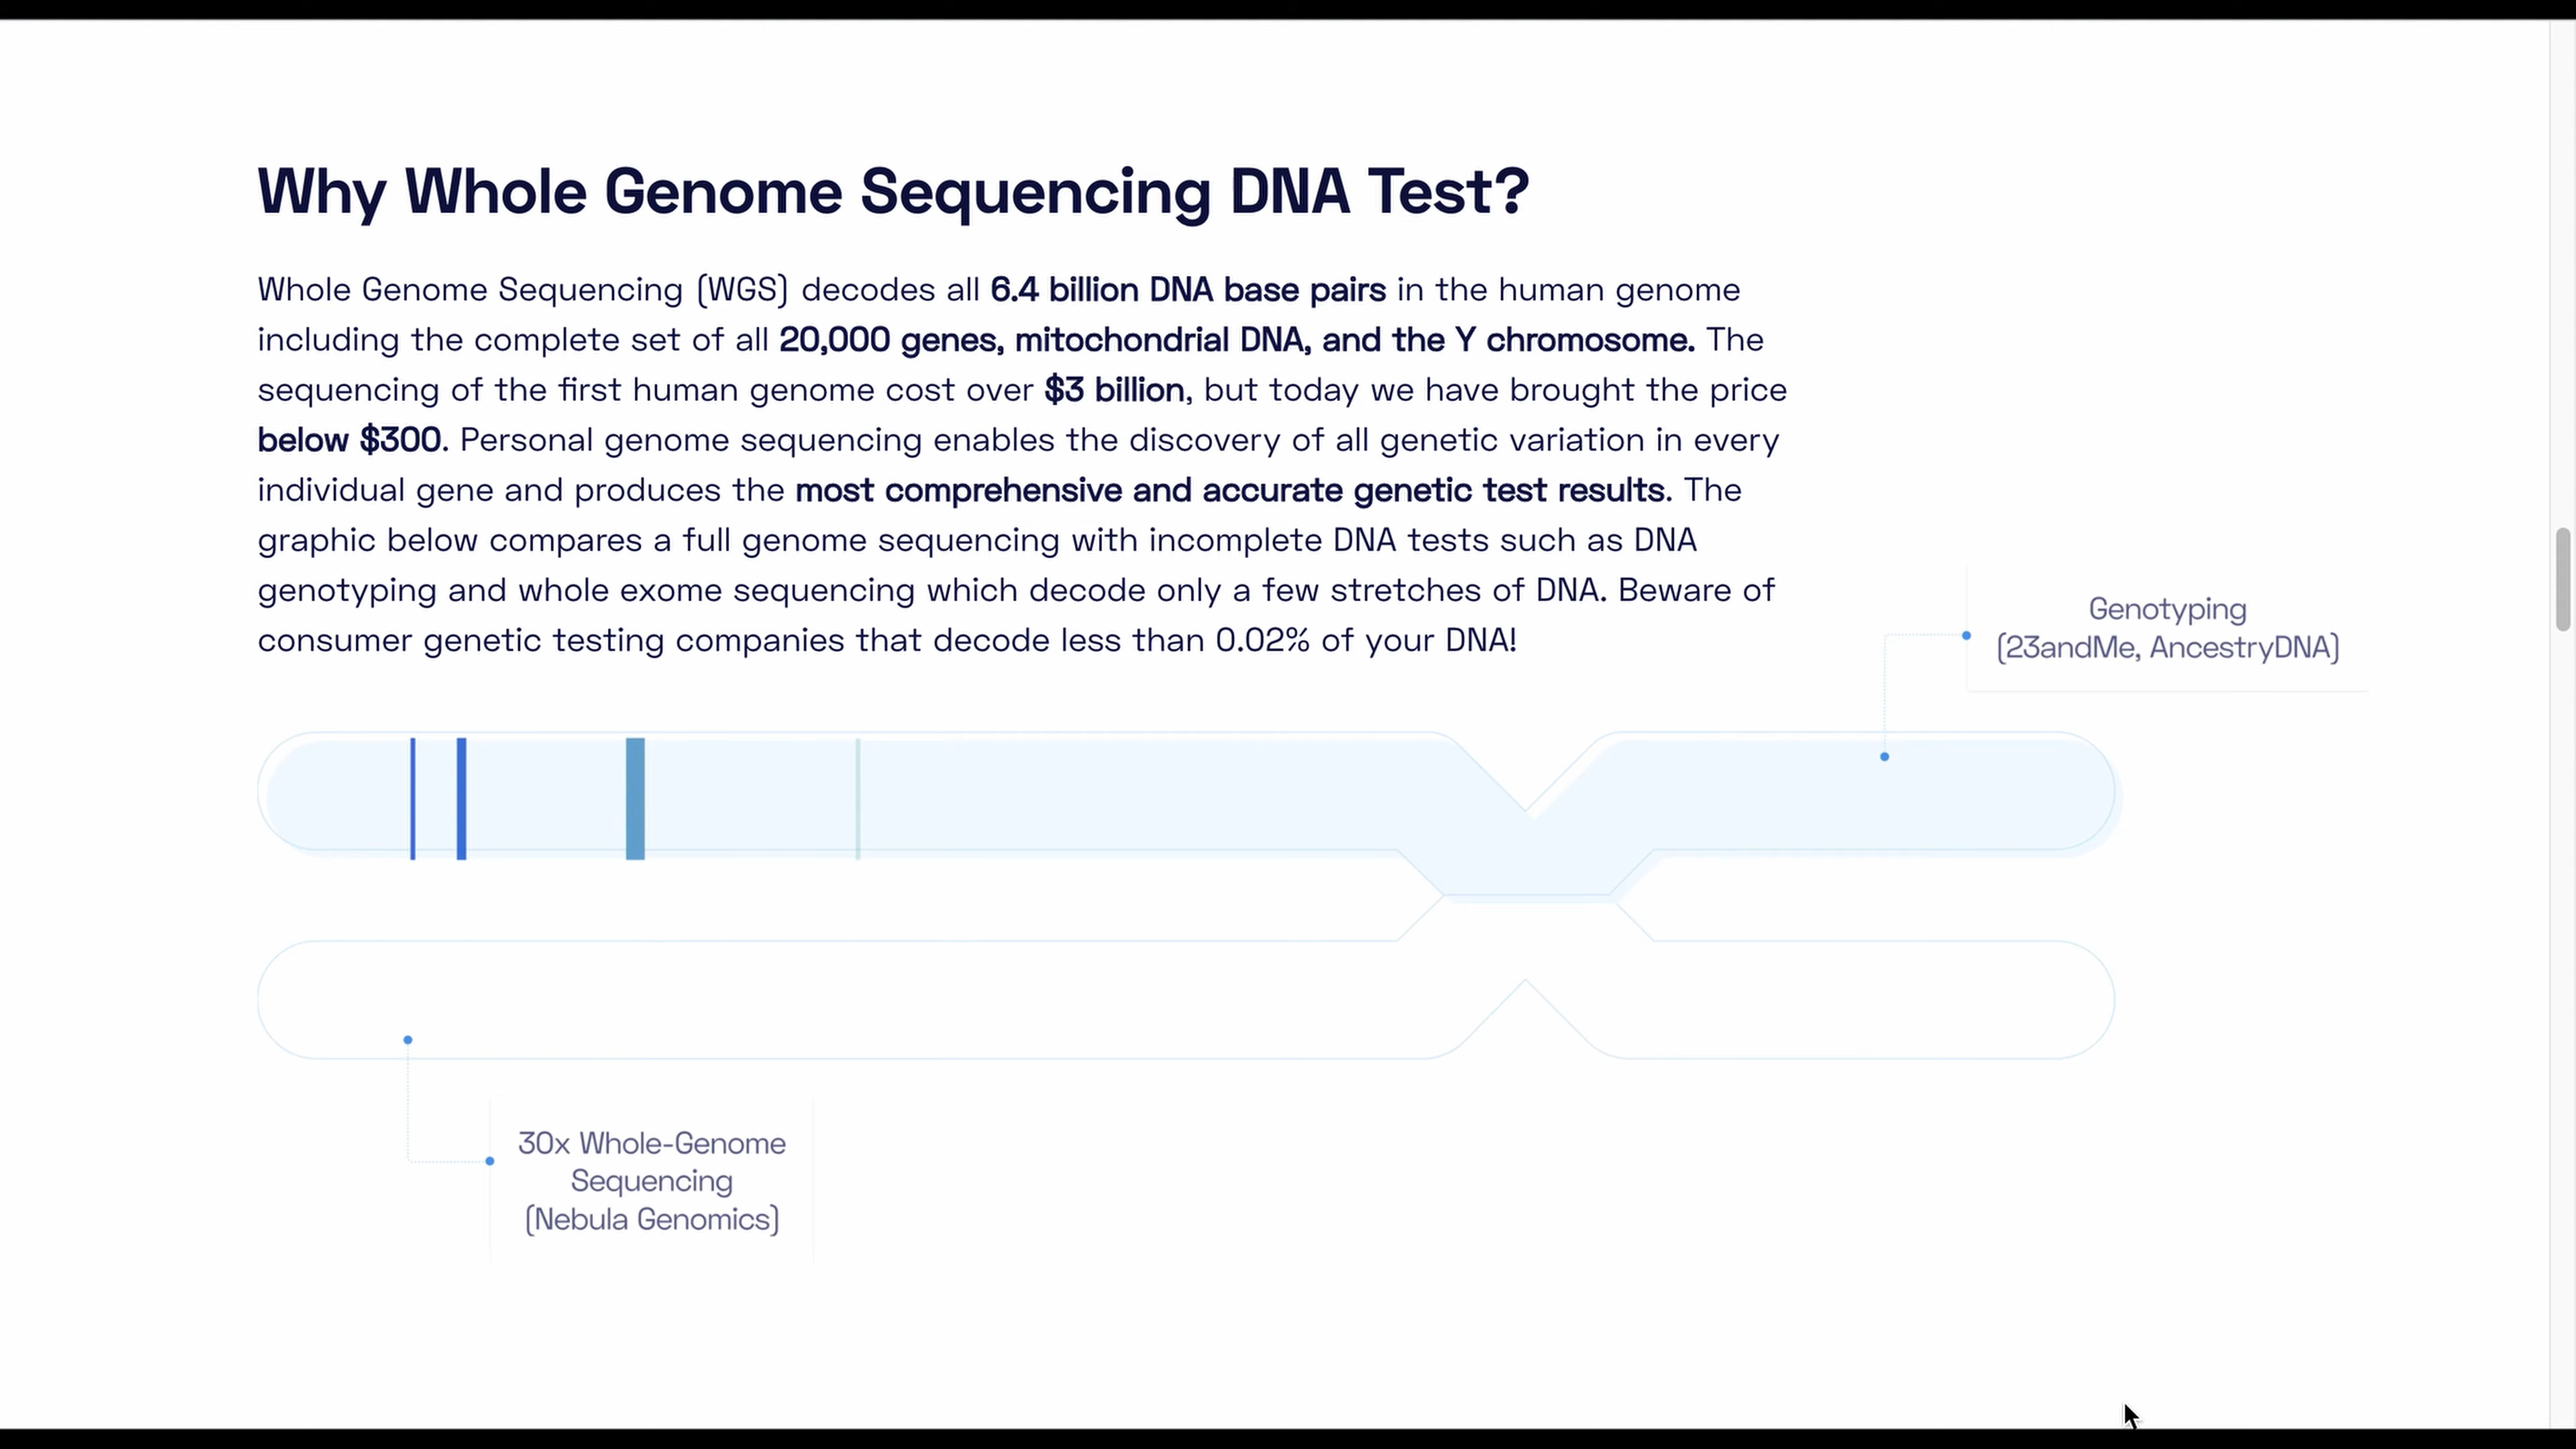 Why Whole Genome Sequencing DNA Test?
Whole Genome Sequencing (WGS) decodes all 6.4 billion DNA base pairs in the human genome
including the complete set of all 20,000 genes, mitochondrial DNA, and the Y chromosome. The
sequencing of the first human genome cost over $3 billion, but today we have brought the price
below $300. Personal genome sequencing enables the discovery of all genetic variation in every
individual gene and produces the most comprehensive and accurate genetic test results. The
graphic below compares a full genome sequencing with incomplete DNA tests such as DNA
genotyping and whole exome sequencing which decode only a few stretches of DNA. Beware of
consumer genetic testing companies that decode less than 0.02% of your DNA!
Genotyping
(23andMe, AncestryDNA)
30x Whole-Genome
Sequencing
(Nebula Genomics)